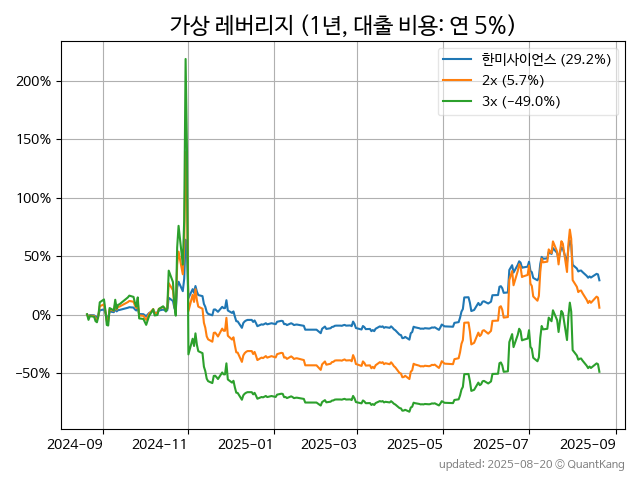 가상 레버리지 (1년, 대출 비용: 연 5%)
한미사이언스 (29.2%)
2x (5.7%)
3x (-49.0%)
200%
150%
100%
50%
0%
-50%
2024-09 2024-11 2025-01 2025-03 2025-05 2025-07 2025-09
updated: 2025-08-20 © QuantKang